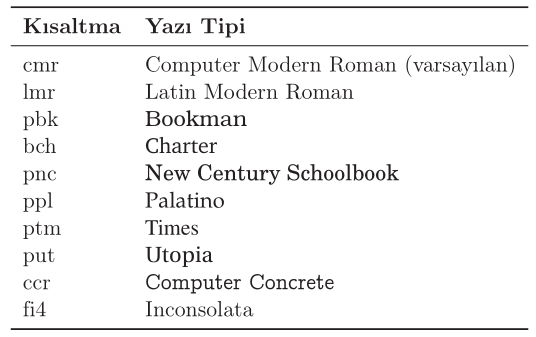 Kısaltma Yazı Tipi
cmr Computer Modern Roman (varsayılan)
lmr Latin Modern Roman
pbk Bookman
bch Charter
pnc New Century Schoolbook
ppl Palatino
ptm Times
put Utopia
ccr Computer Concrete
fi4 Inconsolata